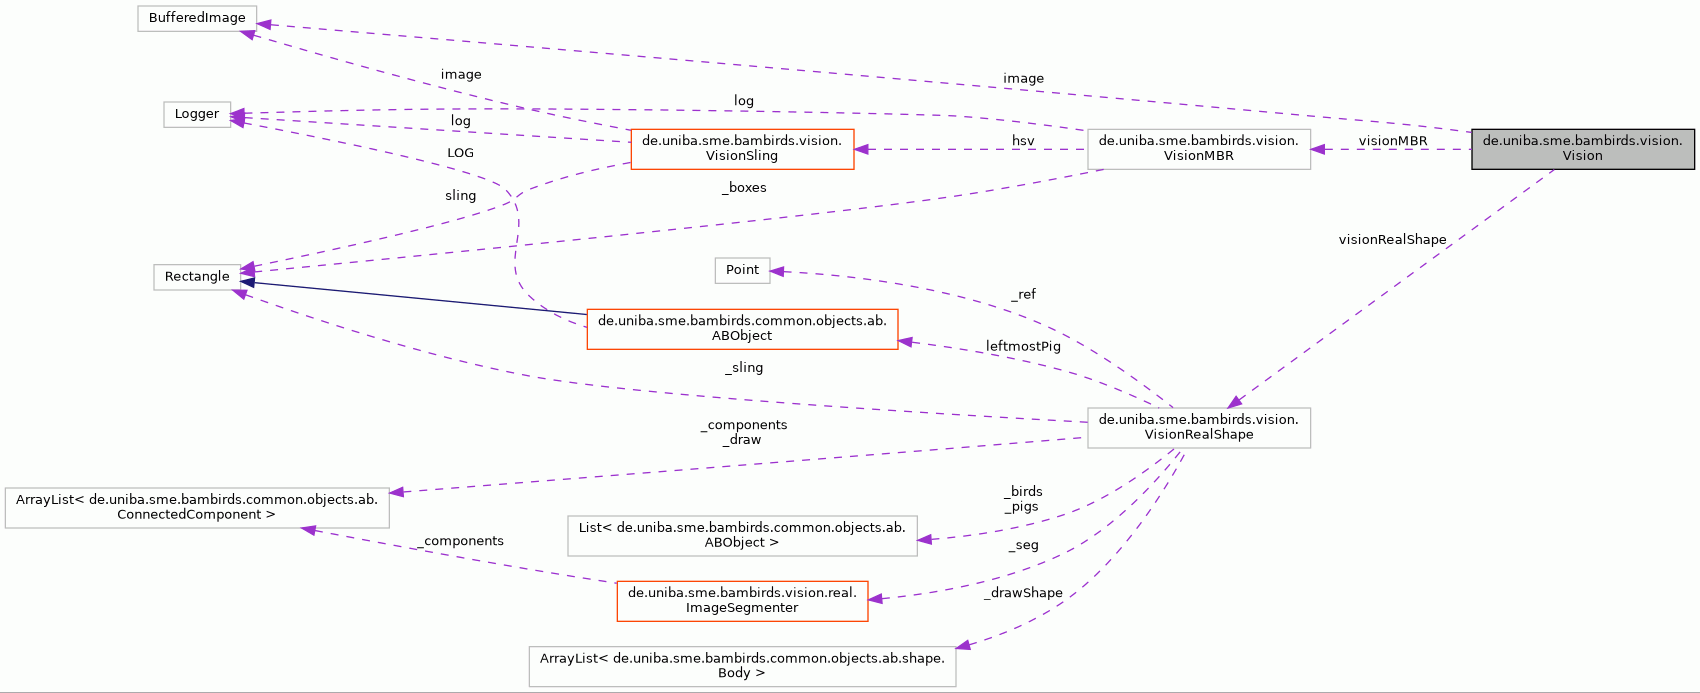 BufferedImage
image
image
log
Logger
log
de.uniba.sme.bambirds.vision.
VisionSling
hsv
de.uniba.sme.bambirds.vision.
VisionMBR
visionMBR
de.uniba.sme.bambirds.vision.
Vision
LOG
sling
_boxes
visionRealShape
Rectangle
Point
_ref
de.uniba.sme.bambirds.common.objects.ab.
ABObject
leftmostPig
_sling
de.uniba.sme.bambirds.vision.
VisionRealShape
_components
_draw
ArrayList< de.uniba.sme.bambirds.common.objects.ab.
ConnectedComponent >
_birds
_pigs
List< de.uniba.sme.bambirds.common.objects.ab.
ABObject >
_components
_seg
de.uniba.sme.bambirds.vision.real.
ImageSegmenter
_drawShape
ArrayList< de.uniba.sme.bambirds.common.objects.ab.shape.
Body >